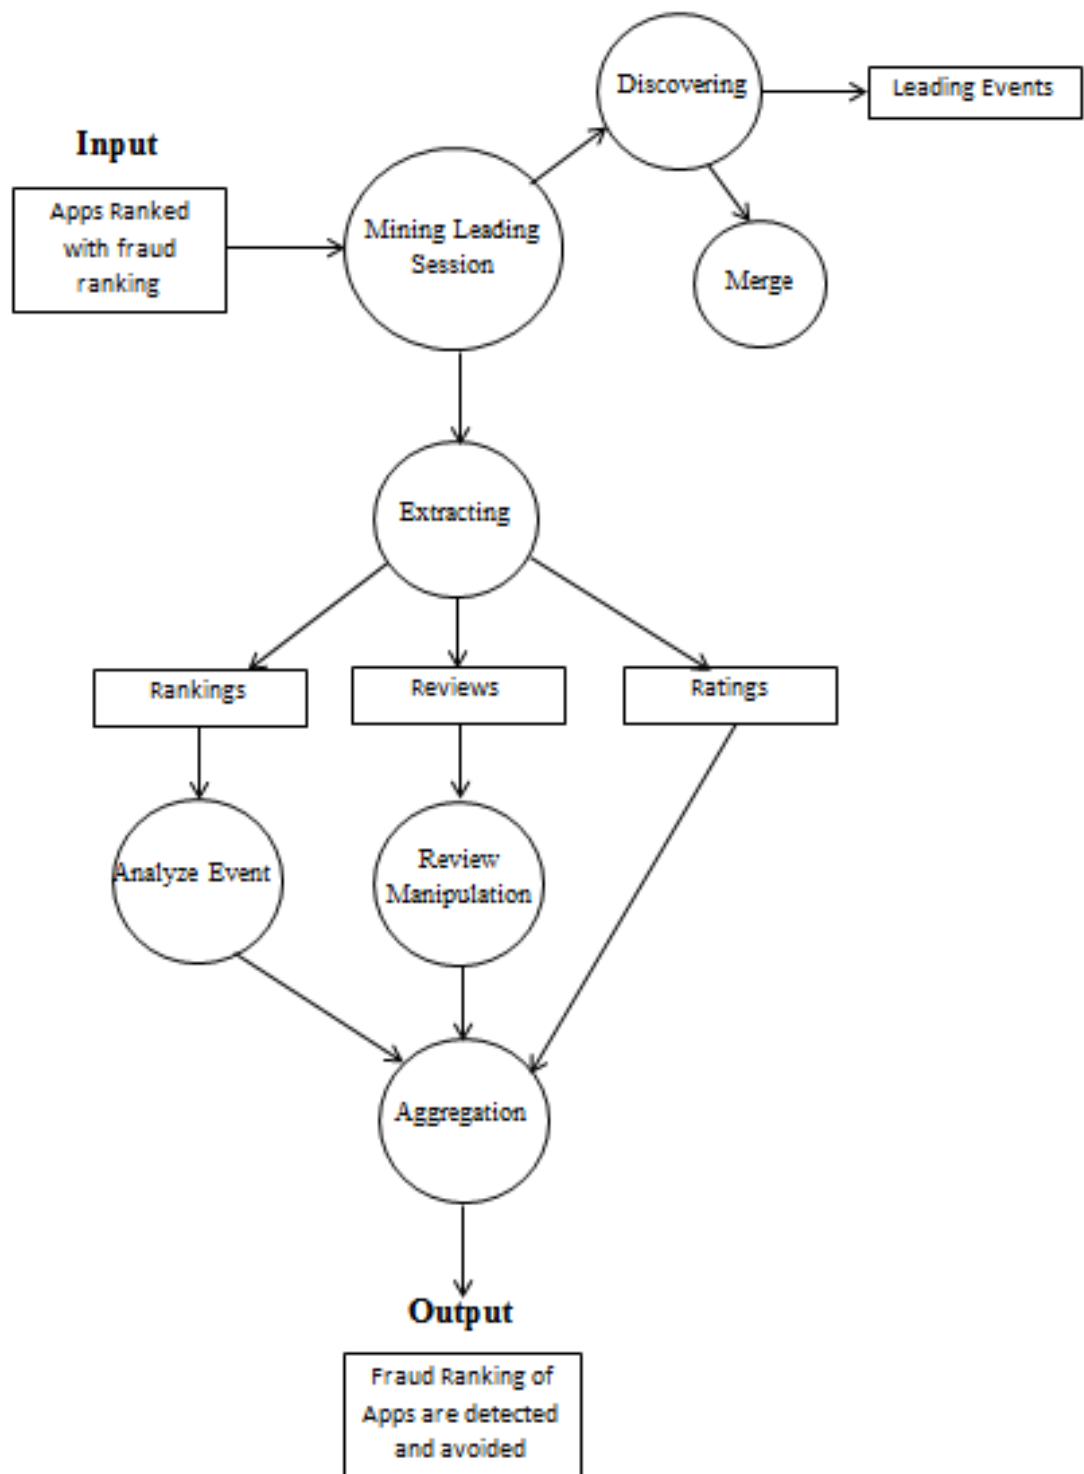 Discovering
Leading Events
Input
Apps Ranked
with fraud
ranking
Mining Leading
Session
Merge
Extracting
Rankings
Reviews
Ratings
Analyze Event
Review
Manipulation
Aggregation
Output
Fraud Ranking of
Apps are detected
and avoided